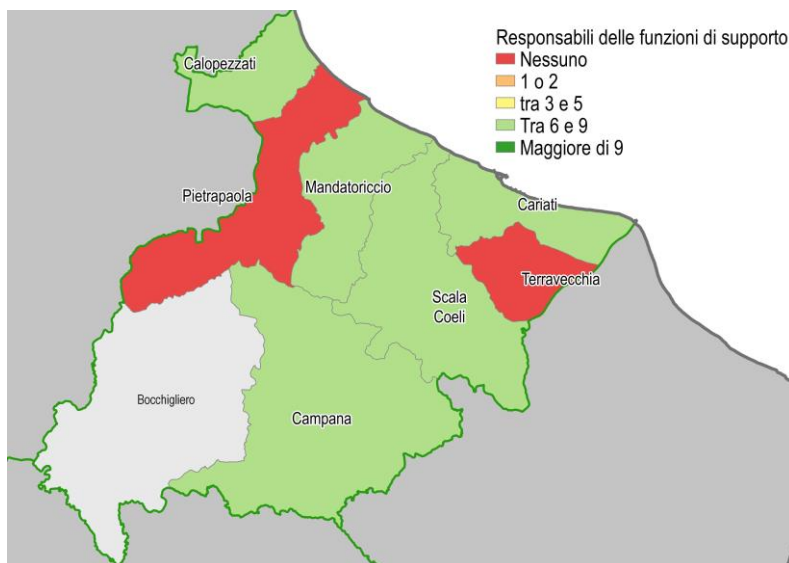 Responsabili delle funzioni di supporto
Nessuno
1 o 2
tra 3 e 5
Tra 6 e 9
Maggiore di 9
Calopezzati
Pietrapaola
Mandatoriccio
Cariati
Terravecchia
Scala
Coeli
Bocchigliero
Campana